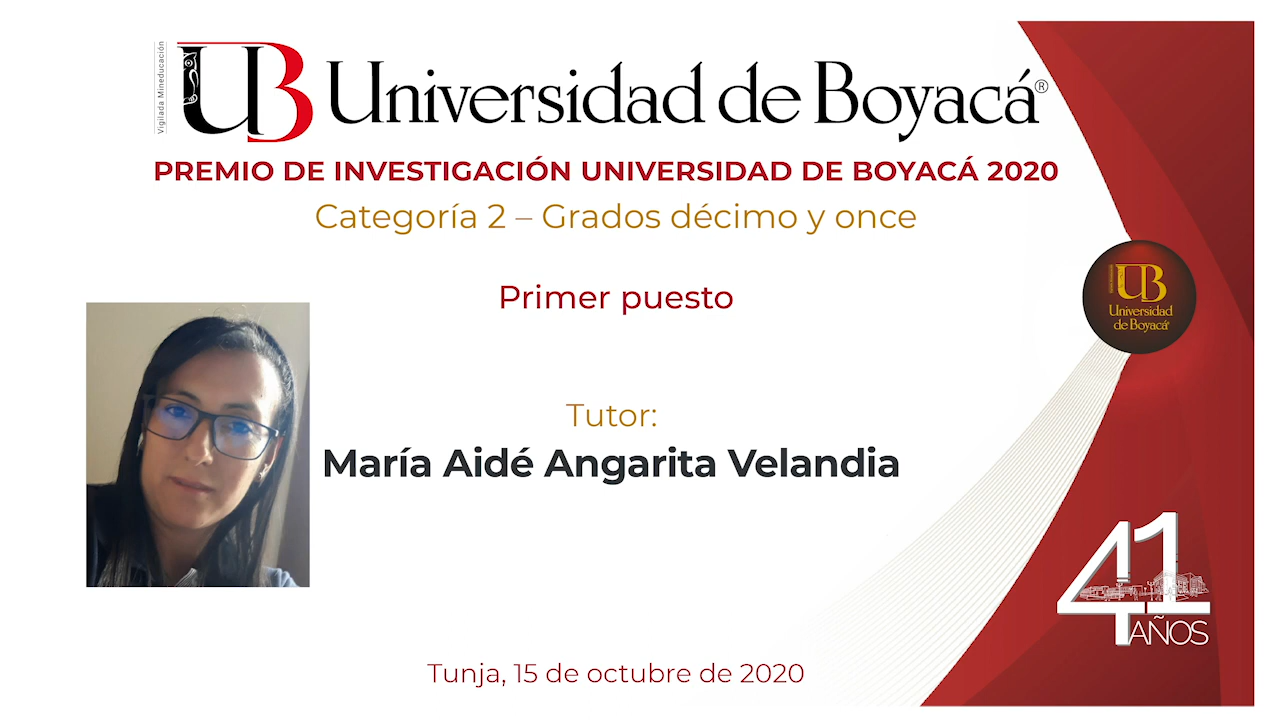 Vigilada Mineducación
UB Universidad de Boyacá®
PREMIO DE INVESTIGACIÓN UNIVERSIDAD DE BOYACÁ 2020
Categoría 2 – Grados décimo y once
Primer puesto
UB
Universidad
de Boyacá
Tutor:
María Aidé Angarita Velandia
41
AÑOS
Tunja, 15 de octubre de 2020